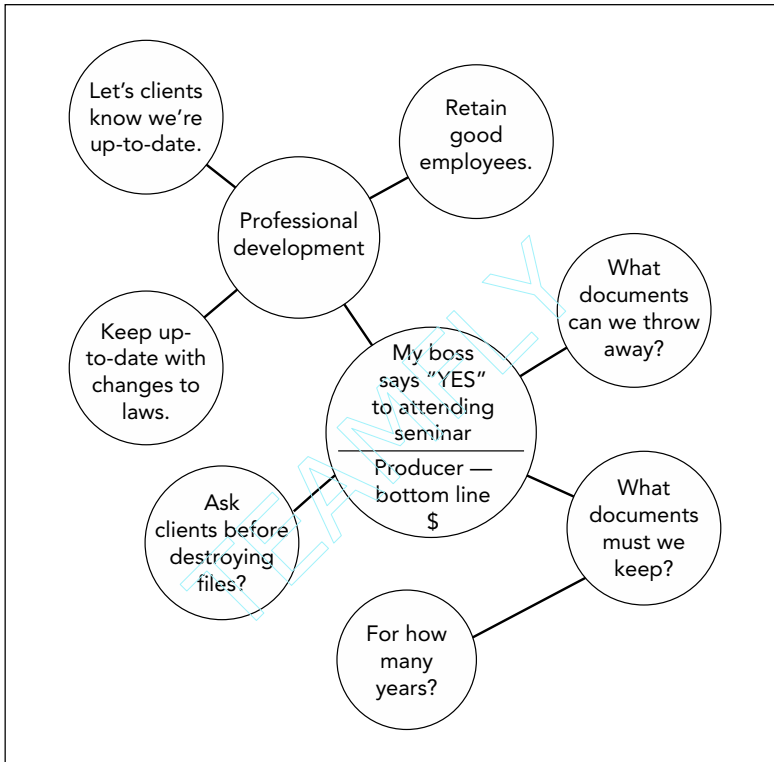 Let's clients
know we're
up-to-date.
Retain
good
employees.
Professional
development
What
documents
can we throw
away?
Keep up-
to-date with
changes to
laws.
My boss
says "YES"
to attending
seminar
Producer —
bottom line
$
Ask
clients before
destroying
files?
What
documents
must we
keep?
For how
many
years?
TEAMFLY